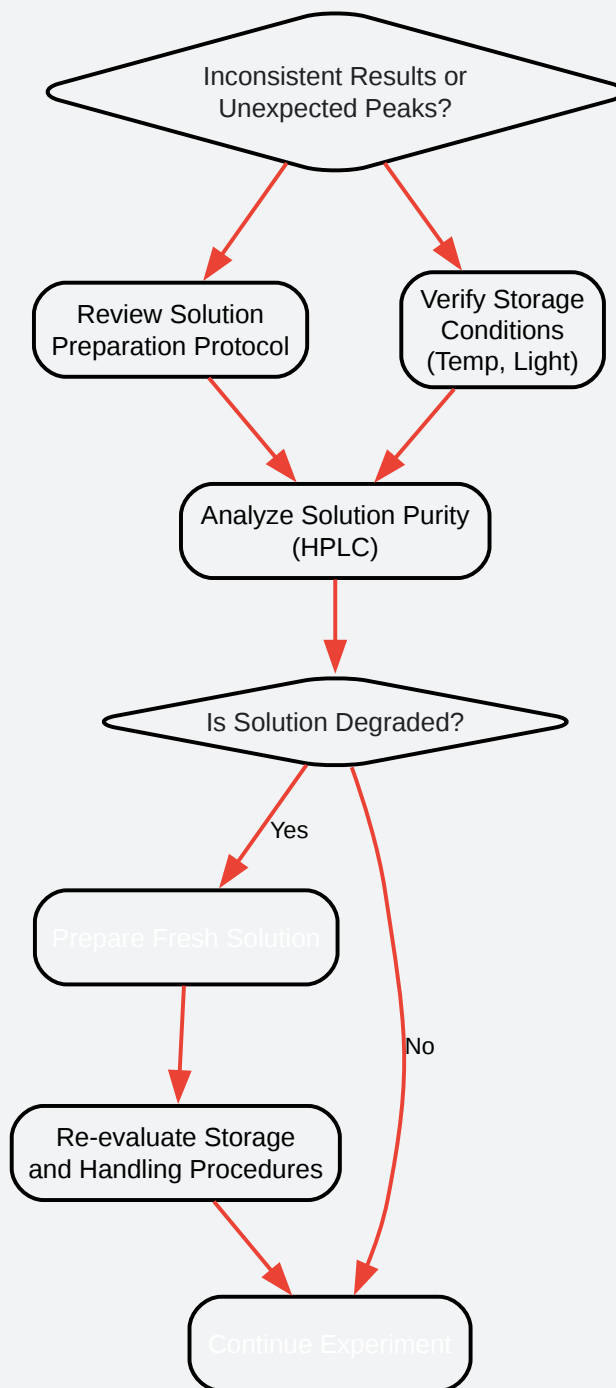 Inconsistent Results or
Unexpected Peaks?
Review Solution
Preparation Protocol
Verify Storage
Conditions
(Temp, Light)
Analyze Solution Purity
(HPLC)
Is Solution Degraded?
Yes
Prepare Fresh Solution
No
Re-evaluate Storage
and Handling Procedures
Continue Experiment